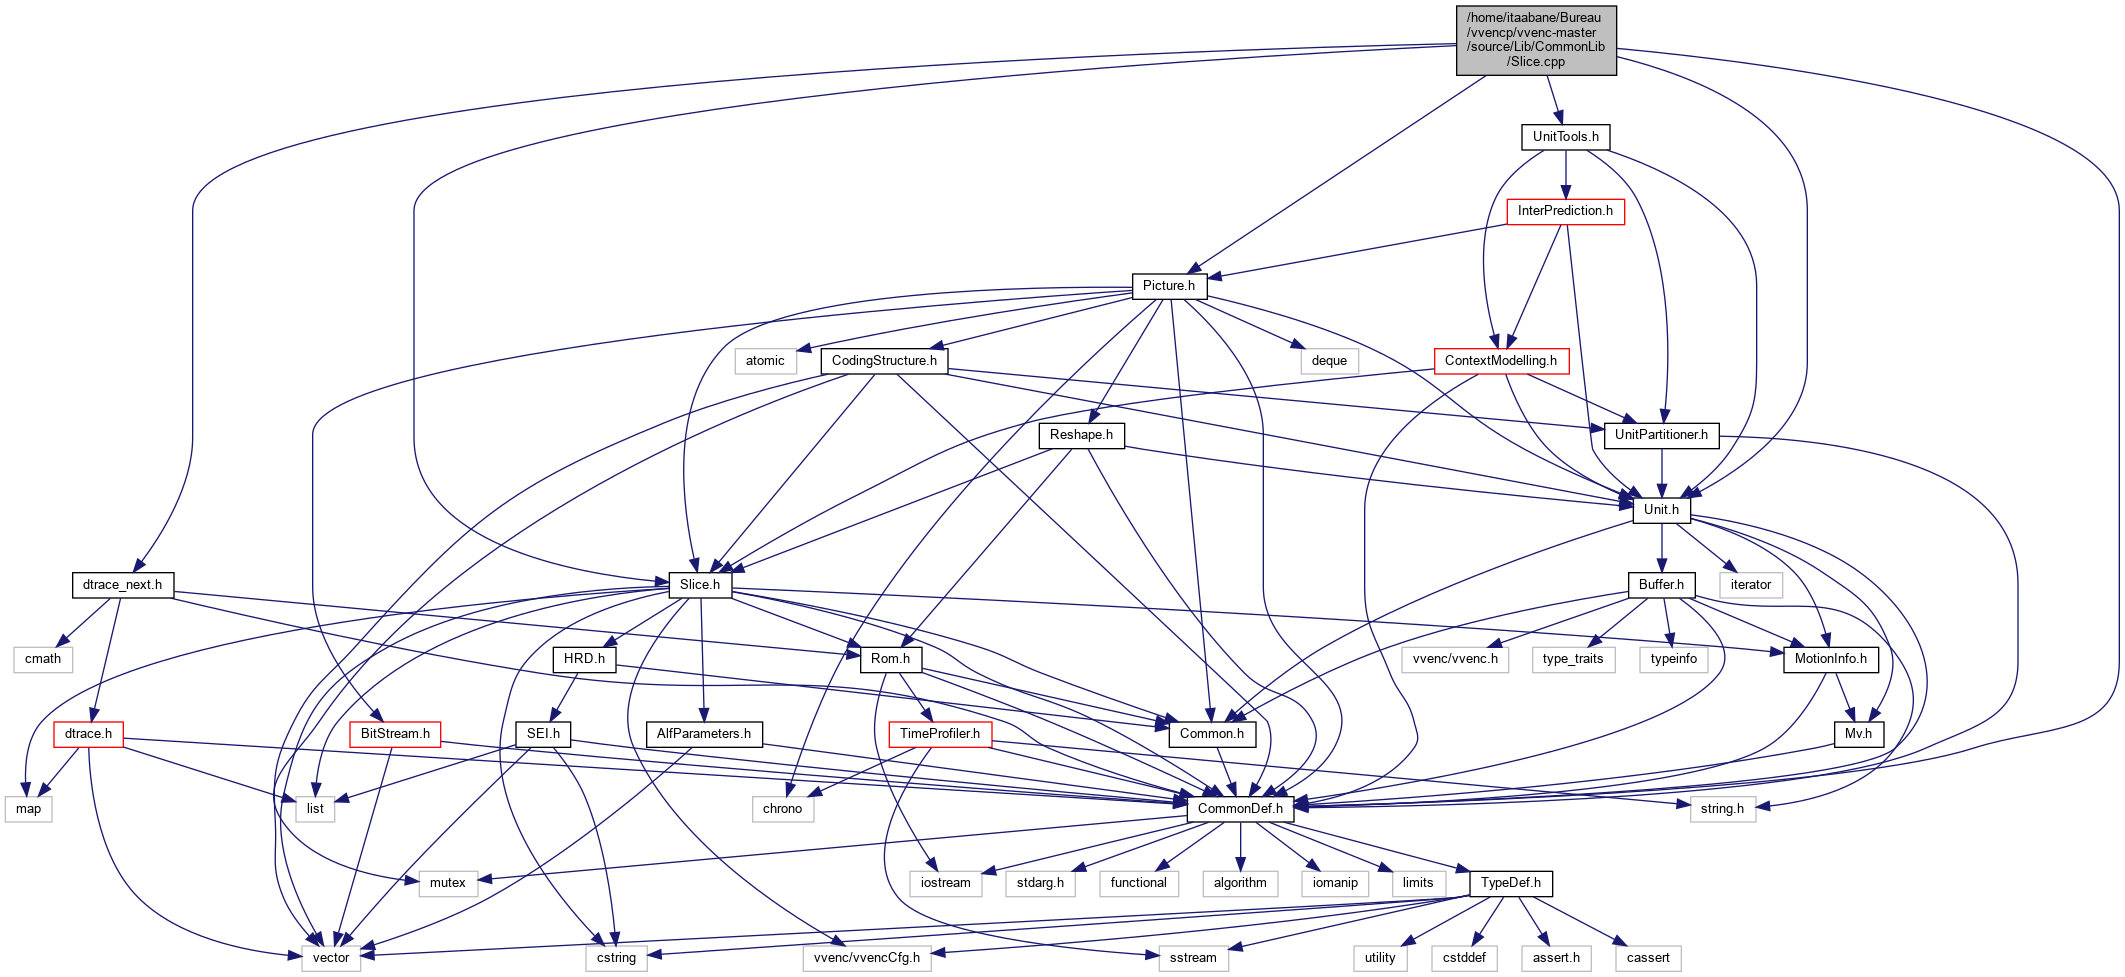 /home/itaabane/Bureau
/vvencp/vvenc-master
/source/Lib/CommonLib
/Slice.cpp
UnitTools.h
InterPrediction.h
Picture.h
atomic
CodingStructure.h
deque
ContextModelling.h
Reshape.h
UnitPartitioner.h
Unit.h
dtrace_next.h
Slice.h
Buffer.h
iterator
cmath
HRD.h
Rom.h
vvenc/vvenc.h
type_traits
typeinfo
MotionInfo.h
dtrace.h
BitStream.h
SEI.h
AlfParameters.h
TimeProfiler.h
Common.h
Mv.h
map
list
chrono
CommonDef.h
string.h
mutex
iostream
stdarg.h
functional
algorithm
iomanip
limits
TypeDef.h
vector
cstring
vvenc/vvencCfg.h
sstream
utility
cstddef
assert.h
cassert